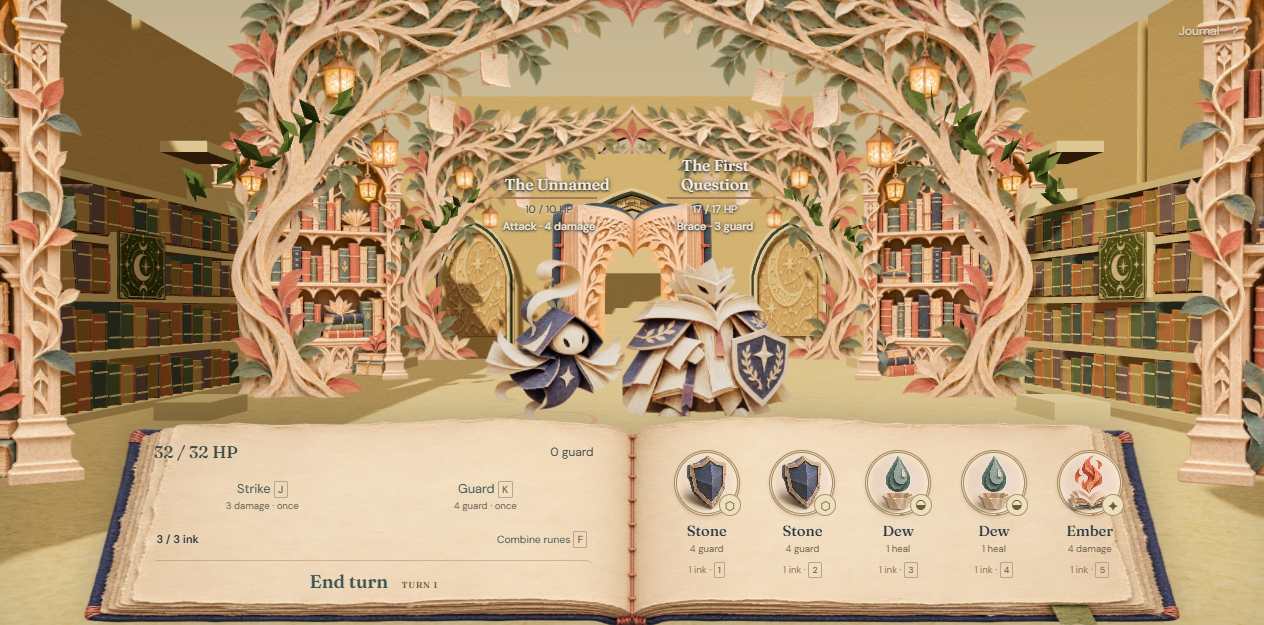 Journal ?
The First
Question
The Unnamed
10 / 10 HP
17 / 17 HP
Attack · 4 damage
Brace · 3 guard
32 / 32 HP
0 guard
Strike J
3 damage · once
Guard K
4 guard · once
3 / 3 ink
Combine runes F
End turn TURN 1
Stone
4 guard
1 ink · 1
Stone
4 guard
1 ink · 2
Dew
1 heal
1 ink · 3
Dew
1 heal
1 ink · 4
Ember
4 damage
1 ink · 5